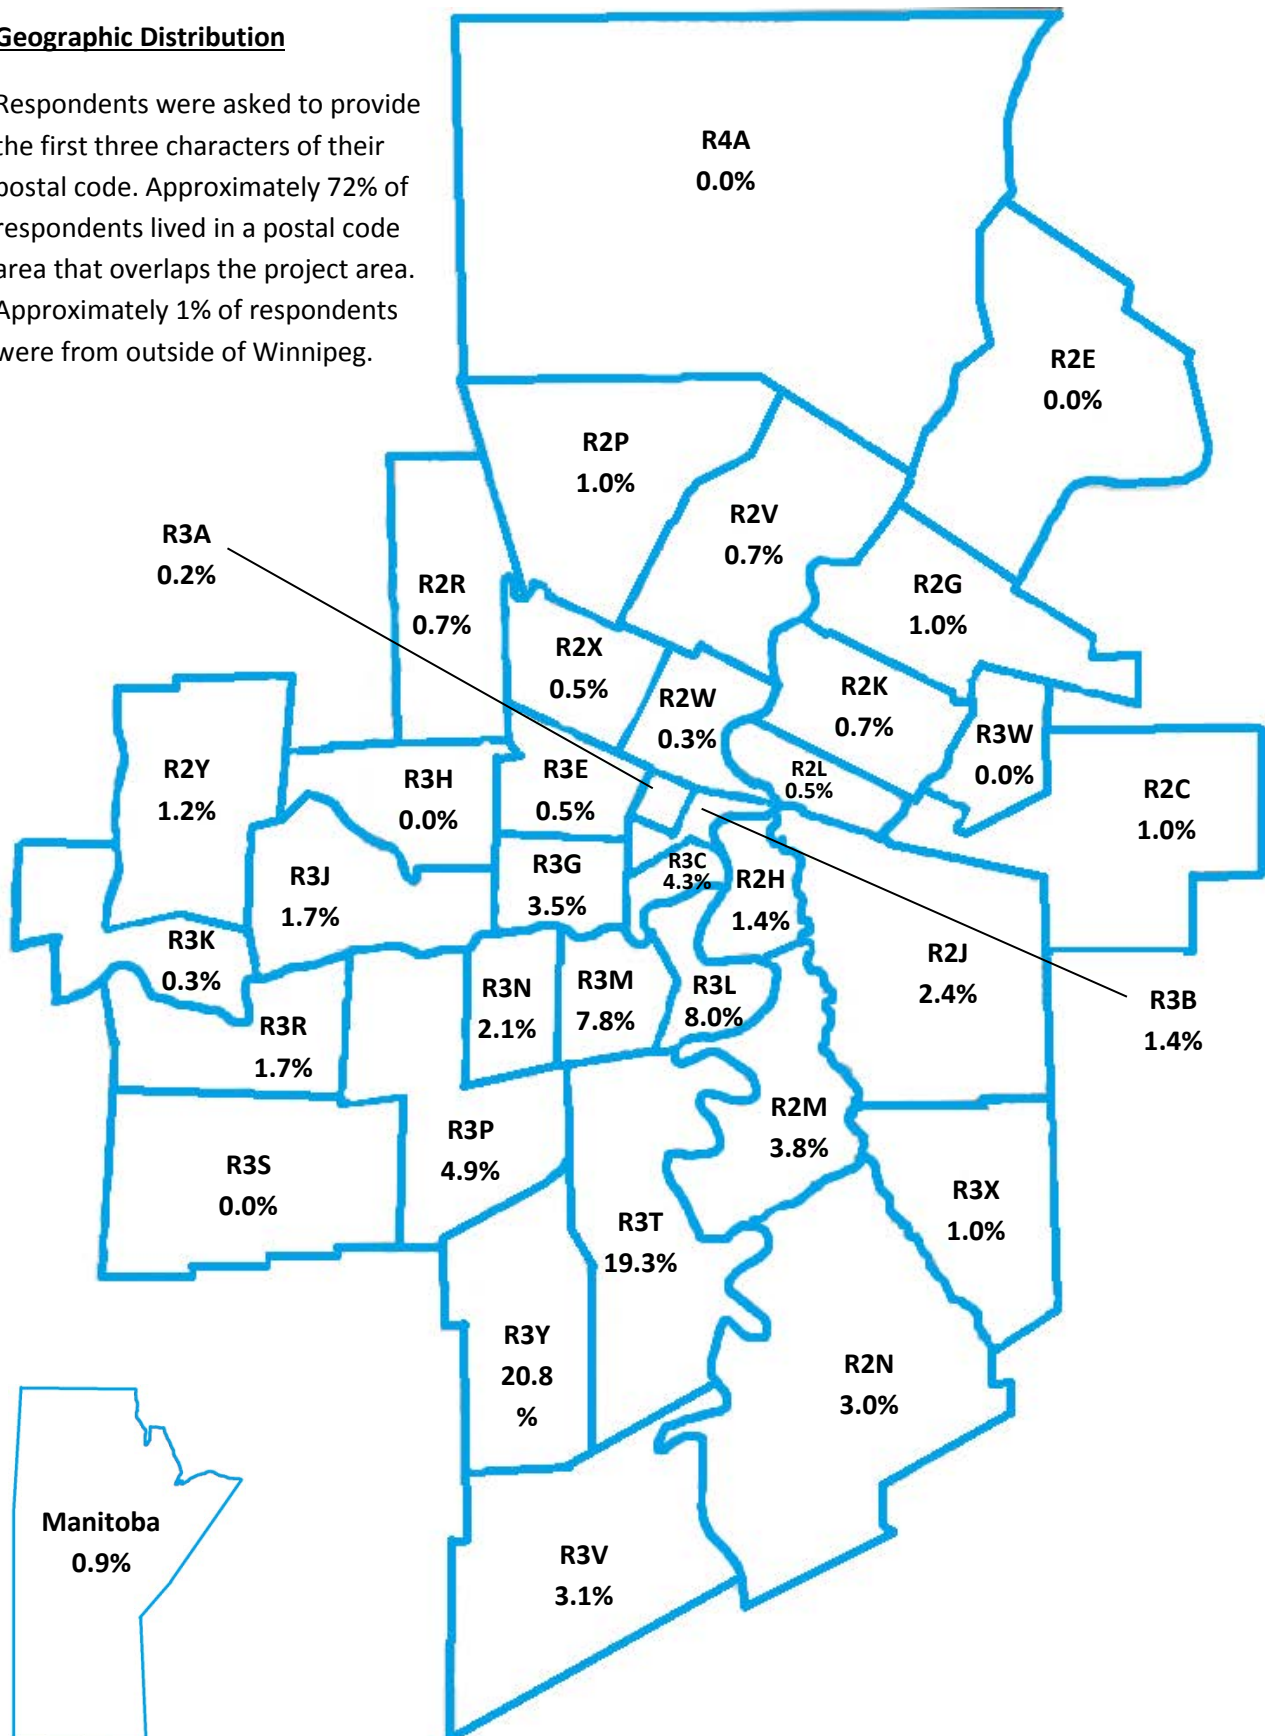 Geographic Distribution
Respondents were asked to provide
the first three characters of their
postal code. Approximately 72% of
respondents lived in a postal code
area that overlaps the project area.
Approximately 1% of respondents
were from outside of Winnipeg.
R4A
0.0%
R2E
0.0%
R2P
1.0%
R2V
0.7%
R3A
0.2%
R2R
0.7%
R2G
1.0%
R2X
0.5%
R2W
0.3%
R2K
0.7%
R3W
0.0%
R2Y
1.2%
R3H
0.0%
R3E
0.5%
R2L
0.5%
R2C
1.0%
R3J
1.7%
R3G
3.5%
R3C
4.3%
R2H
1.4%
R3K
0.3%
R2J
2.4%
R3N
2.1%
R3M
7.8%
R3L
8.0%
R3B
1.4%
R3R
1.7%
R3P
4.9%
R2M
3.8%
R3S
0.0%
R3X
1.0%
R3T
19.3%
R3Y
20.8
%
R2N
3.0%
Manitoba
0.9%
R3V
3.1%